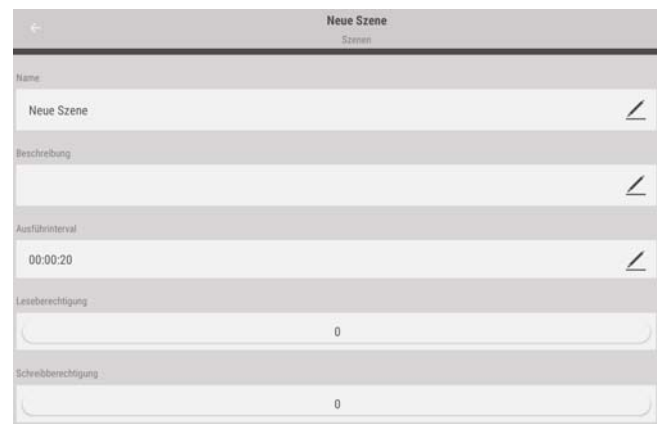 Neue Szene
Szenen
Name
Neue Szene
Beschreibung
Ausführinterval
00:00:20
Leseberechtigung
0
Schreibberechtigung
0